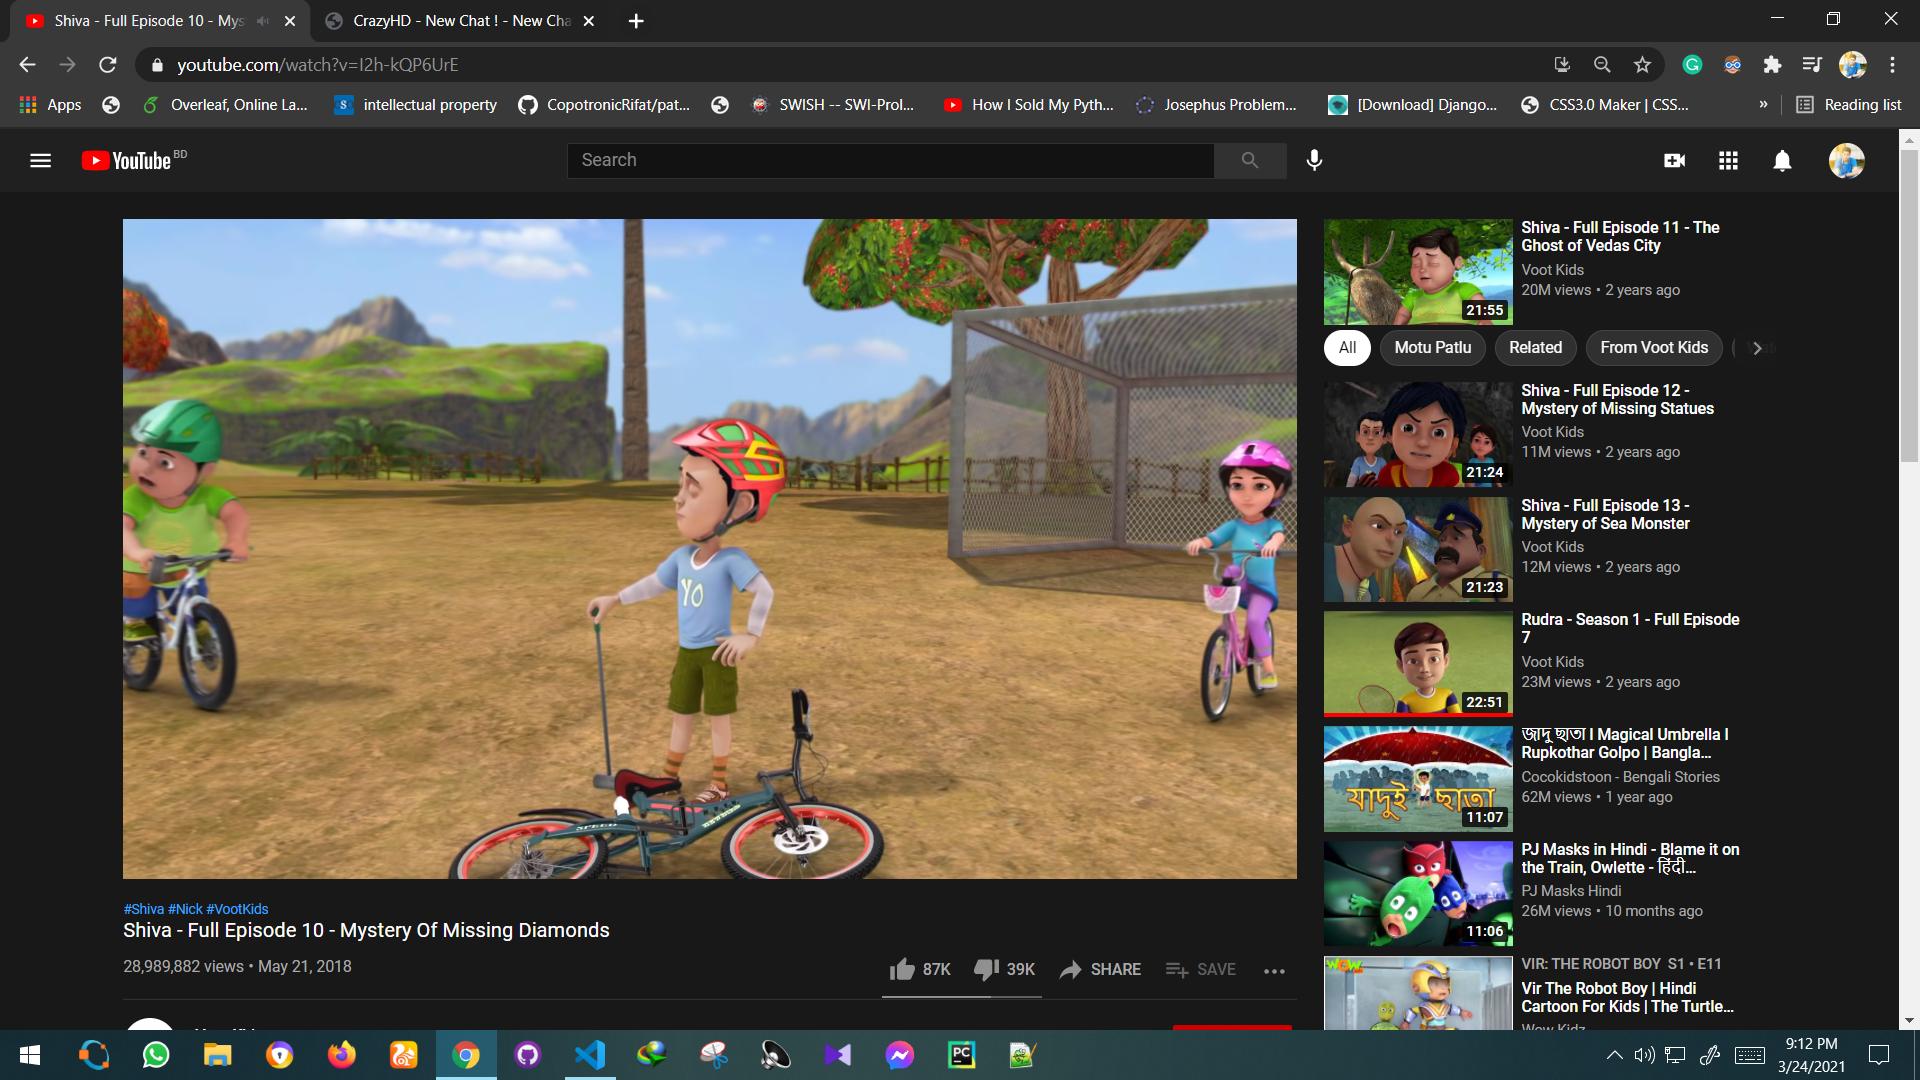 Shiva - Full Episode 10 - Mys
CrazyHD - New Chat ! - New Cha
youtube.com/watch?v=I2h-kQP6UrE
Apps
Overleaf, Online La...
intellectual property
CopotronicRifat/pat...
SWISH -- SWI-Prol...
How I Sold My Pyth...
Josephus Problem...
[Download] Django...
CSS3.0 Maker | CSS...
»
Reading list
YouTube BD
Search
YO
SPEED
#Shiva #Nick #VootKids
Shiva - Full Episode 10 - Mystery Of Missing Diamonds
28,989,882 views • May 21, 2018
87K
39K
SHARE
SAVE
Shiva - Full Episode 11 - The
Ghost of Vedas City
Voot Kids
20M views • 2 years ago
21:55
All
Motu Patlu
Related
From Voot Kids
Shiva - Full Episode 12 -
Mystery of Missing Statues
Voot Kids
11M views • 2 years ago
21:24
Shiva - Full Episode 13 -
Mystery of Sea Monster
Voot Kids
12M views • 2 years ago
21:23
Rudra - Season 1 - Full Episode
7
Voot Kids
23M views • 2 years ago
22:51
জাদু ছাতা l Magical Umbrella l
Rupkothar Golpo | Bangla...
Cocokidstoon - Bengali Stories
62M views • 1 year ago
যাদুই ছাতা
11:07
PJ Masks in Hindi - Blame it on
the Train, Owlette - हिंदी...
PJ Masks Hindi
26M views • 10 months ago
11:06
WOW
VIR: THE ROBOT BOY S1 • E11
Vir The Robot Boy | Hindi
Cartoon For Kids | The Turtle...
Wow Kidz
PC
9:12 PM
3/24/2021